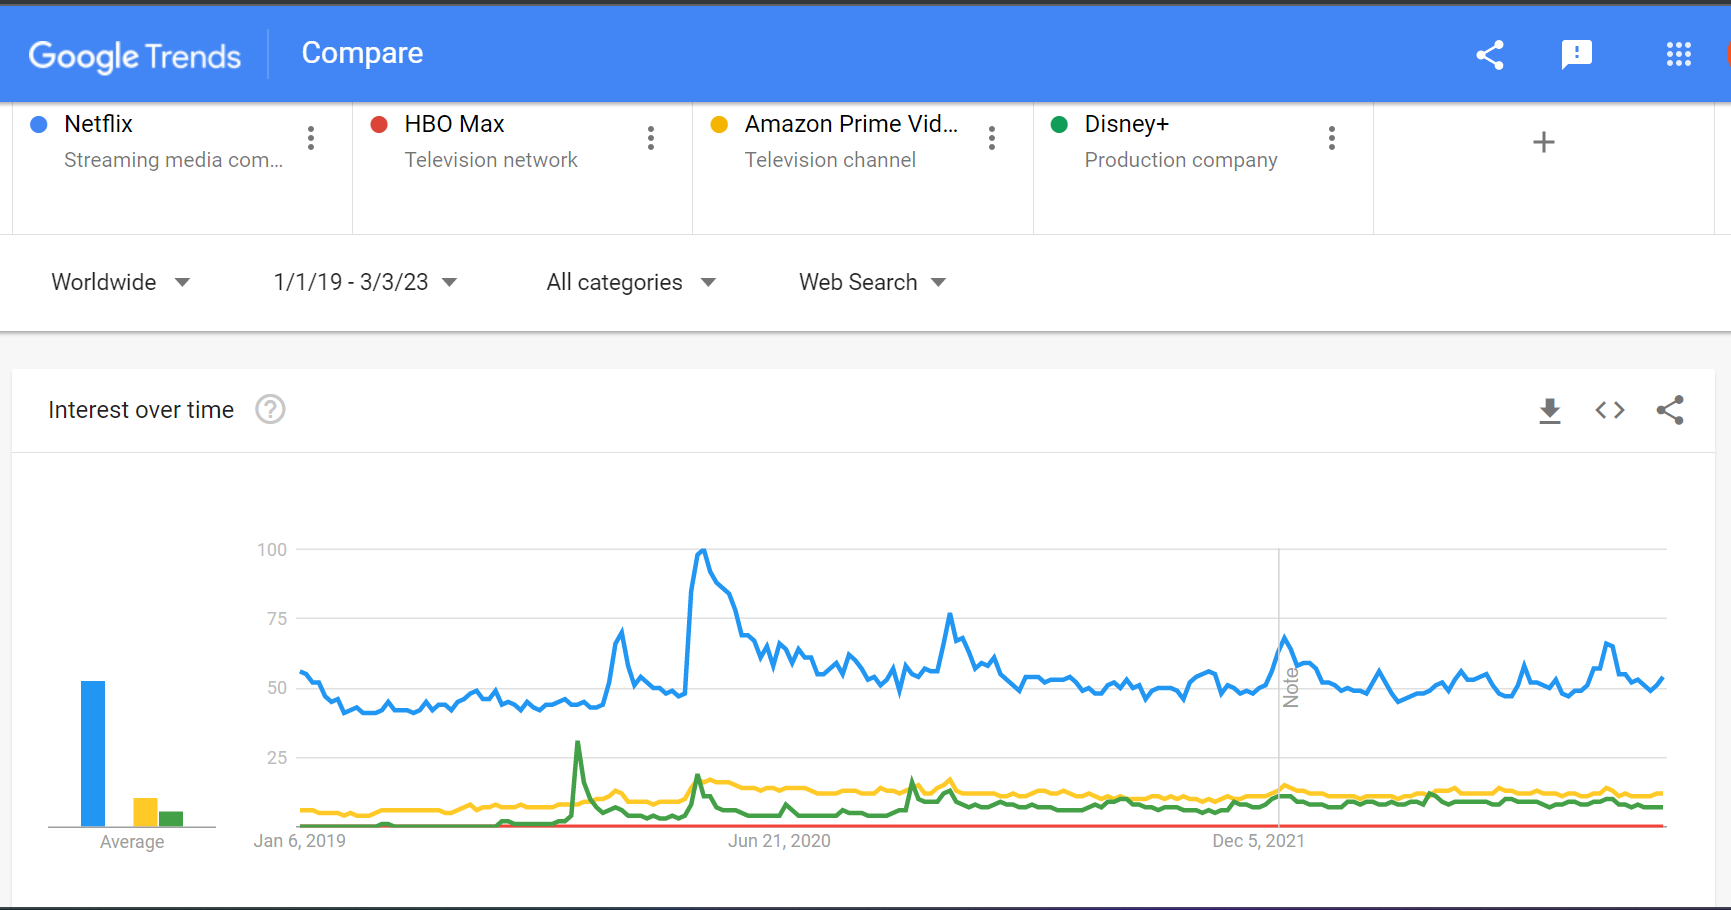 Google Trends
Compare
Netflix
Streaming media com...
HBO Max
Television network
Amazon Prime Vid...
Television channel
Disney+
Production company
Worldwide
1/1/19 - 3/3/23
All categories
Web Search
Interest over time
100
75
50
25
Note
Average
Jan 6, 2019
Jun 21, 2020
Dec 5, 2021